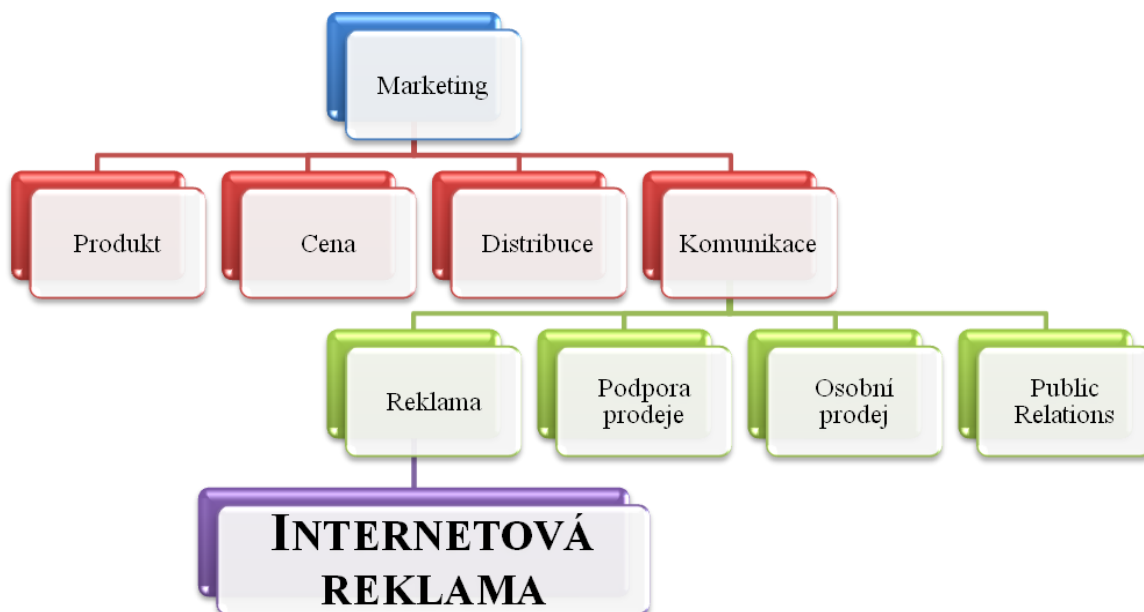 Marketing
Produkt
Cena
Distribuce
Komunikace
Reklama
Podpora
prodeje
Osobní
prodej
Public
Relations
INTERNETOVÁ
REKLAMA